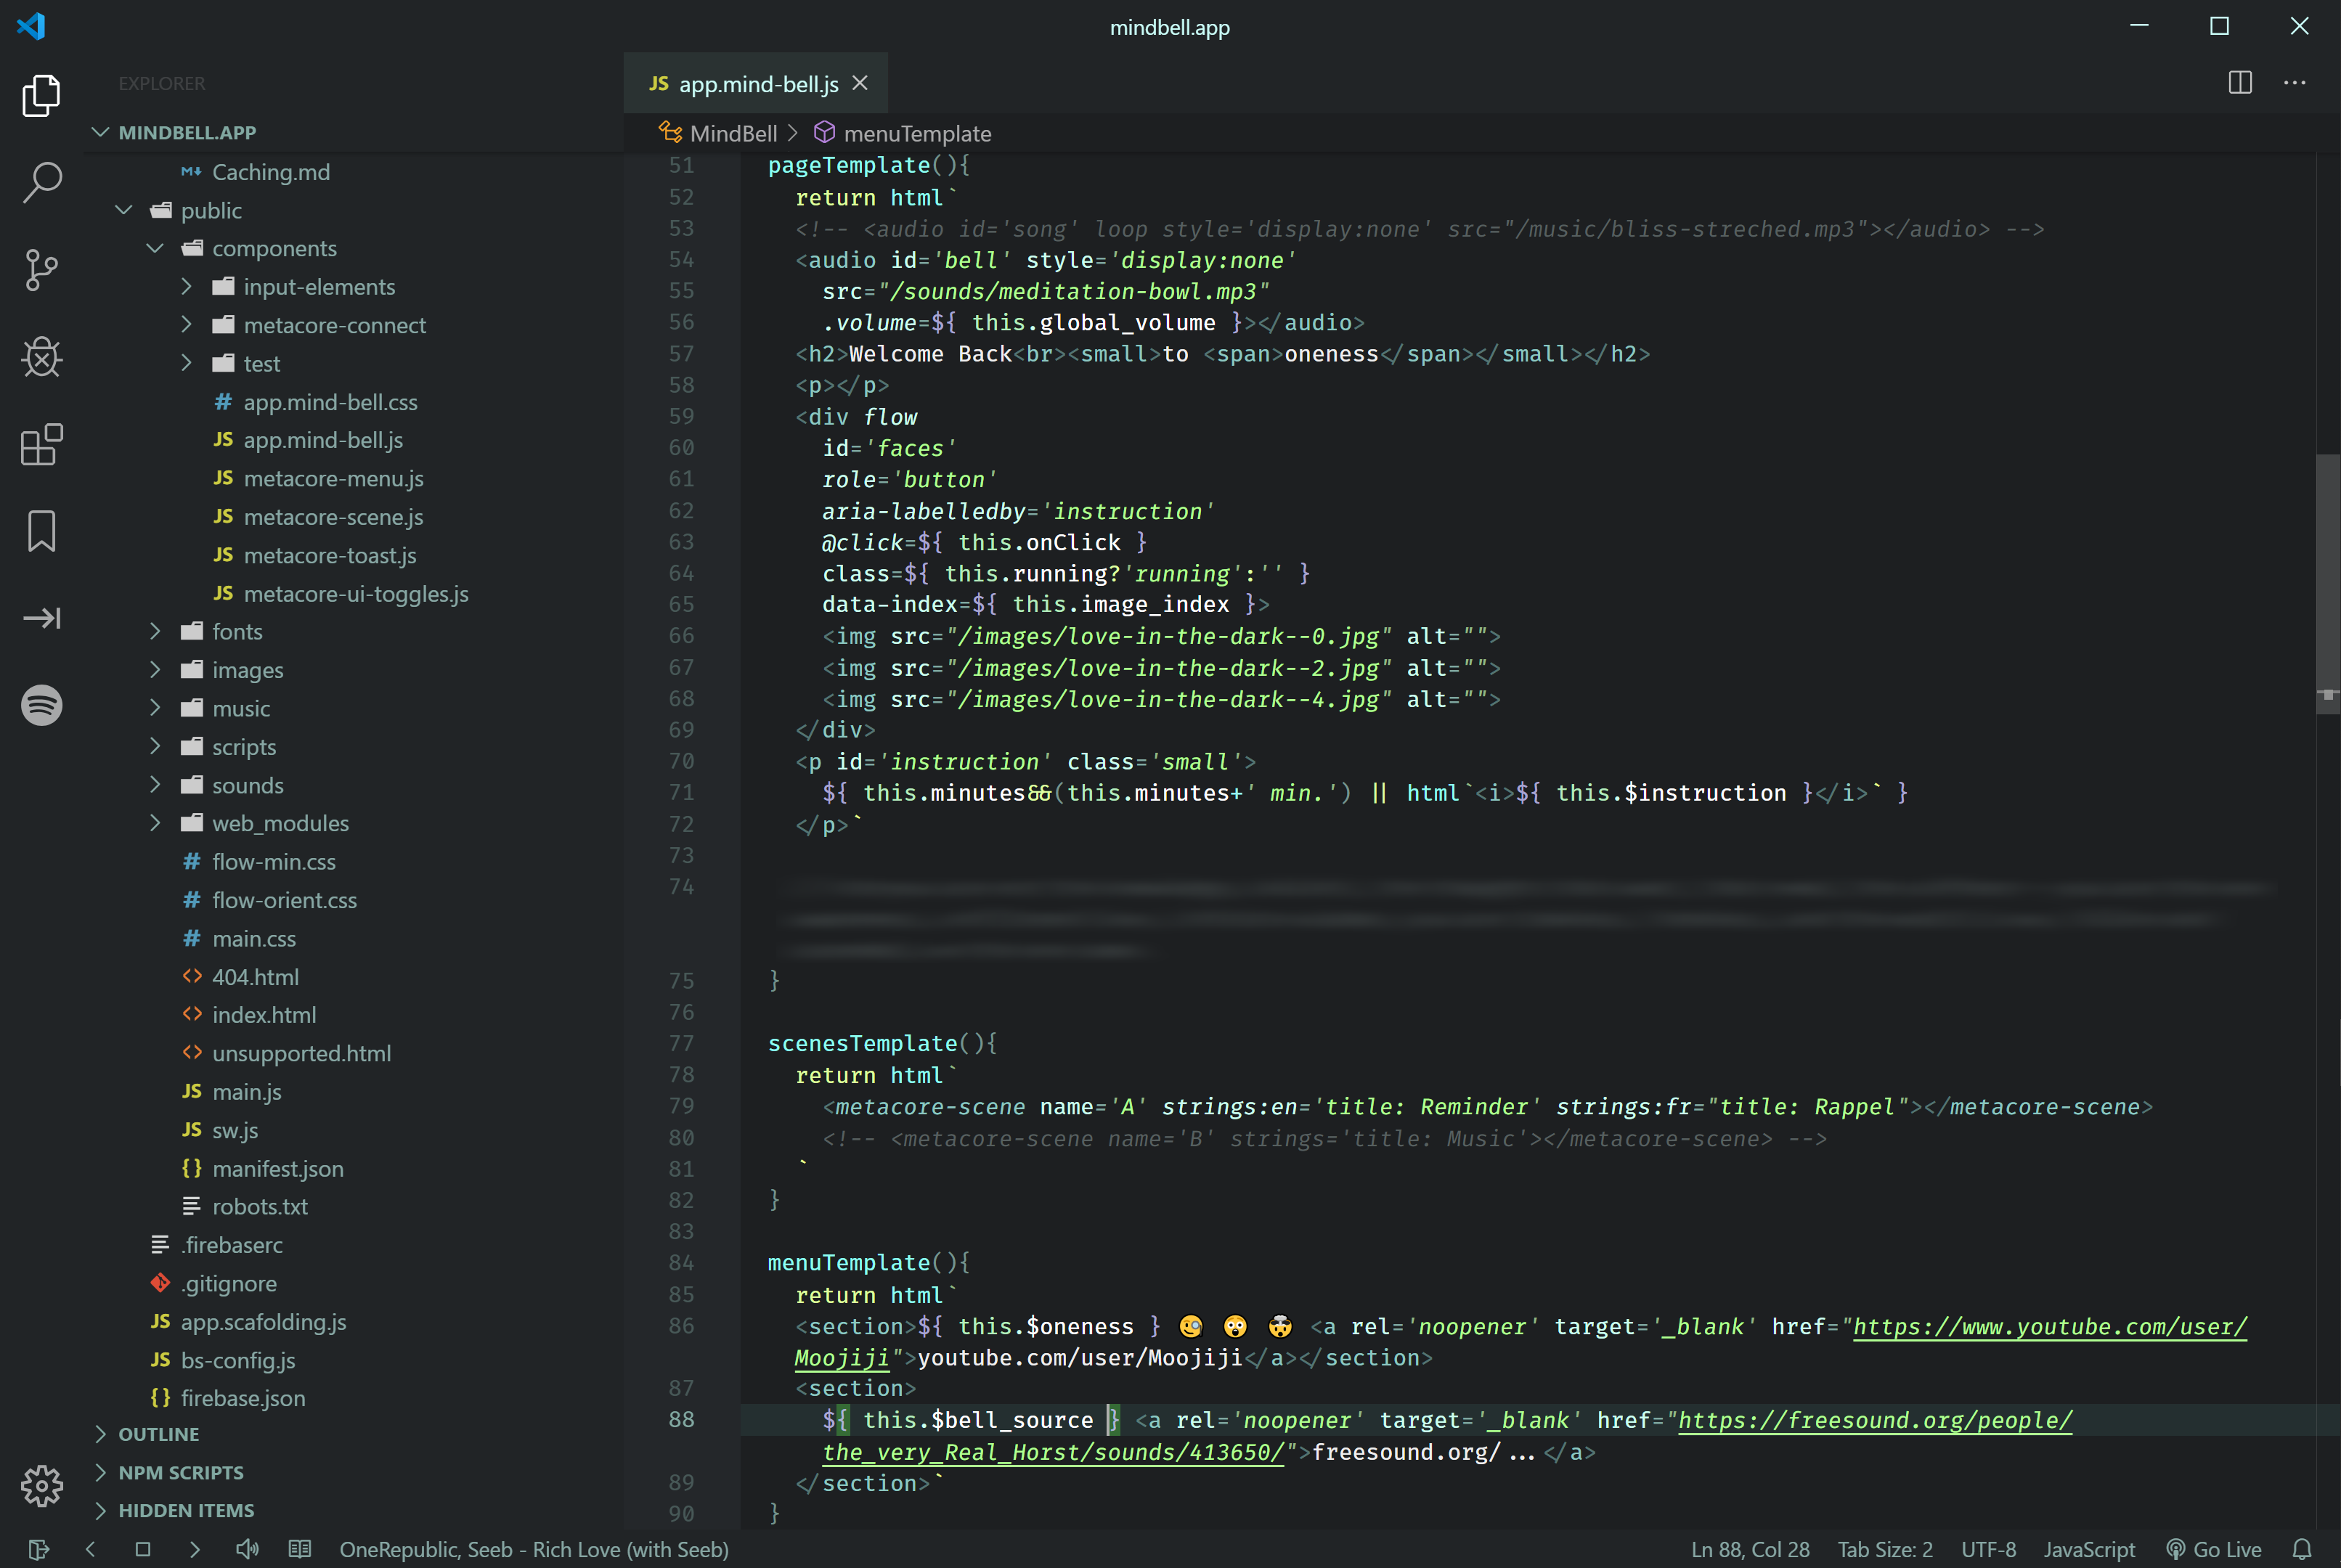 mindbell.app
EXPLORER
MINDBELL.APP
Caching.md
public
components
input-elements
metacore-connect
test
app.mind-bell.css
JS app.mind-bell.js
JS metacore-menu.js
JS metacore-scene.js
JS metacore-toast.js
JS metacore-ui-toggles.js
fonts
images
music
scripts
sounds
web_modules
# flow-min.css
# flow-orient.css
# main.css
<> 404.html
<> index.html
<> unsupported.html
JS main.js
JS sw.js
{} manifest.json
robots.txt
.firebaserc
.gitignore
JS app.scafolding.js
JS bs-config.js
{} firebase.json
OUTLINE
NPM SCRIPTS
HIDDEN ITEMS
JS app.mind-bell.js
MindBell > menuTemplate
51 pageTemplate(){
52 return html`
53 <!-- <audio id='song' loop style='display:none' src="/music/bliss-streched.mp3"></audio> -->
54 <audio id='bell' style='display:none'
55 src="/sounds/meditation-bowl.mp3"
56 .volume=${ this.global_volume }></audio>
57 <h2>Welcome Back<br><small>to <span>oneness</span></small></h2>
58 <p></p>
59 <div flow
60 id='faces'
61 role='button'
62 aria-labelledby='instruction'
63 @click=${ this.onClick }
64 class=${ this.running?'running':'' }
65 data-index=${ this.image_index }>
66 <img src="/images/love-in-the-dark--0.jpg" alt="">
67 <img src="/images/love-in-the-dark--2.jpg" alt="">
68 <img src="/images/love-in-the-dark--4.jpg" alt="">
69 </div>
70 <p id='instruction' class='small'>
71 ${ this.minutes&&(this.minutes+' min.') || html`<i>${ this.$instruction }</i>` }
72 </p>`
73
74
75 }
76
77 scenesTemplate(){
78 return html`
79 <metacore-scene name='A' strings:en='title: Reminder' strings:fr="title: Rappel"></metacore-scene>
80 <!-- <metacore-scene name='B' strings='title: Music'></metacore-scene> -->
81 `
82 }
83
84 menuTemplate(){
85 return html`
86 <section>${ this.$oneness } 🧐 😲 🤯 <a rel='noopener' target='_blank' href="https://www.youtube.com/user/
Moojiji">youtube.com/user/Moojiji</a></section>
87 <section>
88 ${ this.$bell_source } <a rel='noopener' target='_blank' href="https://freesound.org/people/
the_very_Real_Horst/sounds/413650/">freesound.org/...</a>
89 </section>`
90 }
OneRepublic, Seeb - Rich Love (with Seeb)
Ln 88, Col 28 Tab Size: 2 UTF-8 JavaScript Go Live